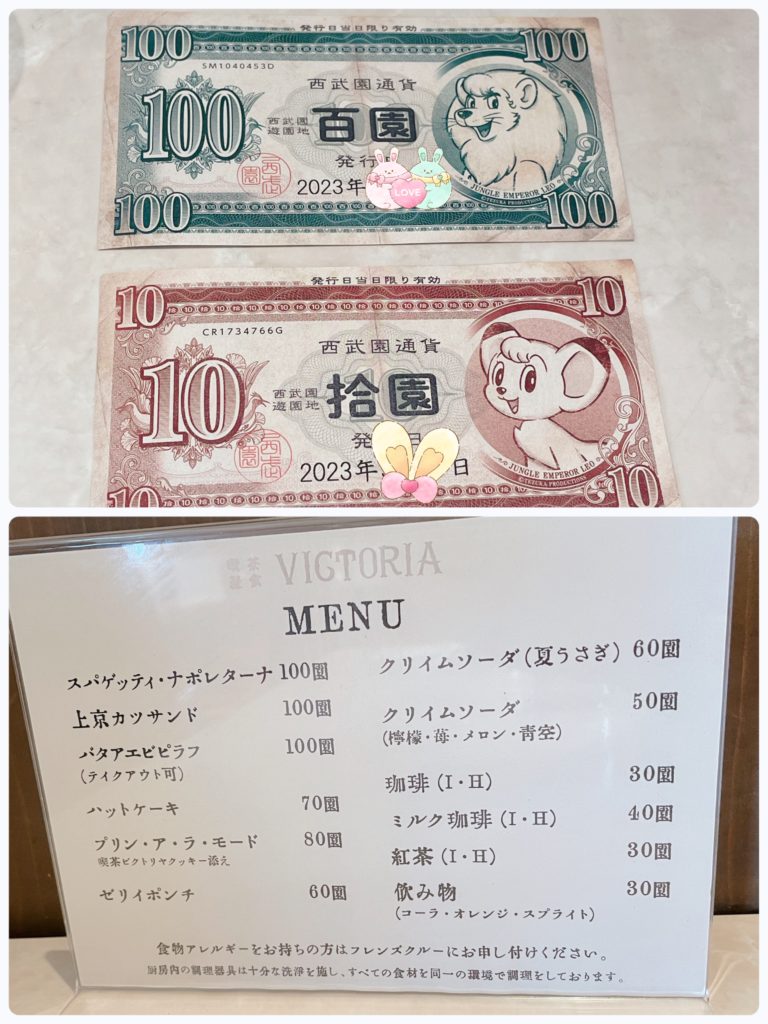 発行日当日限り有効
100 100
SM1040453D
西武園通貨
100
西武園
遊園地
百園
発行
2023年
LOVE
JUNGLE EMPEROR LEO
©TEZUKA PRODUCTIONS
100 100
発行日当日限り有効
10 10
CR1734766G
西武園通貨
10
西武園
遊園地
拾園
発 日
2023年 日
JUNGLE EMPEROR LEO
©TEZUKA PRODUCTIONS
10 10
喫茶
軽食
VICTORIA
MENU
スパゲッティ・ナポレターナ 100園
上京カツサンド 100園
バタアエビピラフ 100園
(テイクアウト可)
ハットケーキ 70園
プリン・ア・ラ・モード 80園
喫茶ビクトリヤクッキー添え
ゼリイポンチ 60園
クリイムソーダ(夏うさぎ) 60園
クリイムソーダ 50園
(檸檬・苺・メロン・青空)
珈琲(I・H) 30園
ミルク珈琲(I・H) 40園
紅茶(I・H) 30園
飲み物 30園
(コーラ・オレンジ・スプライト)
食物アレルギーをお持ちの方はフレンズクルーにお申し付けください。
厨房内の調理器具は十分な洗浄を施し、すべての食材を同一の環境で調理をしております。